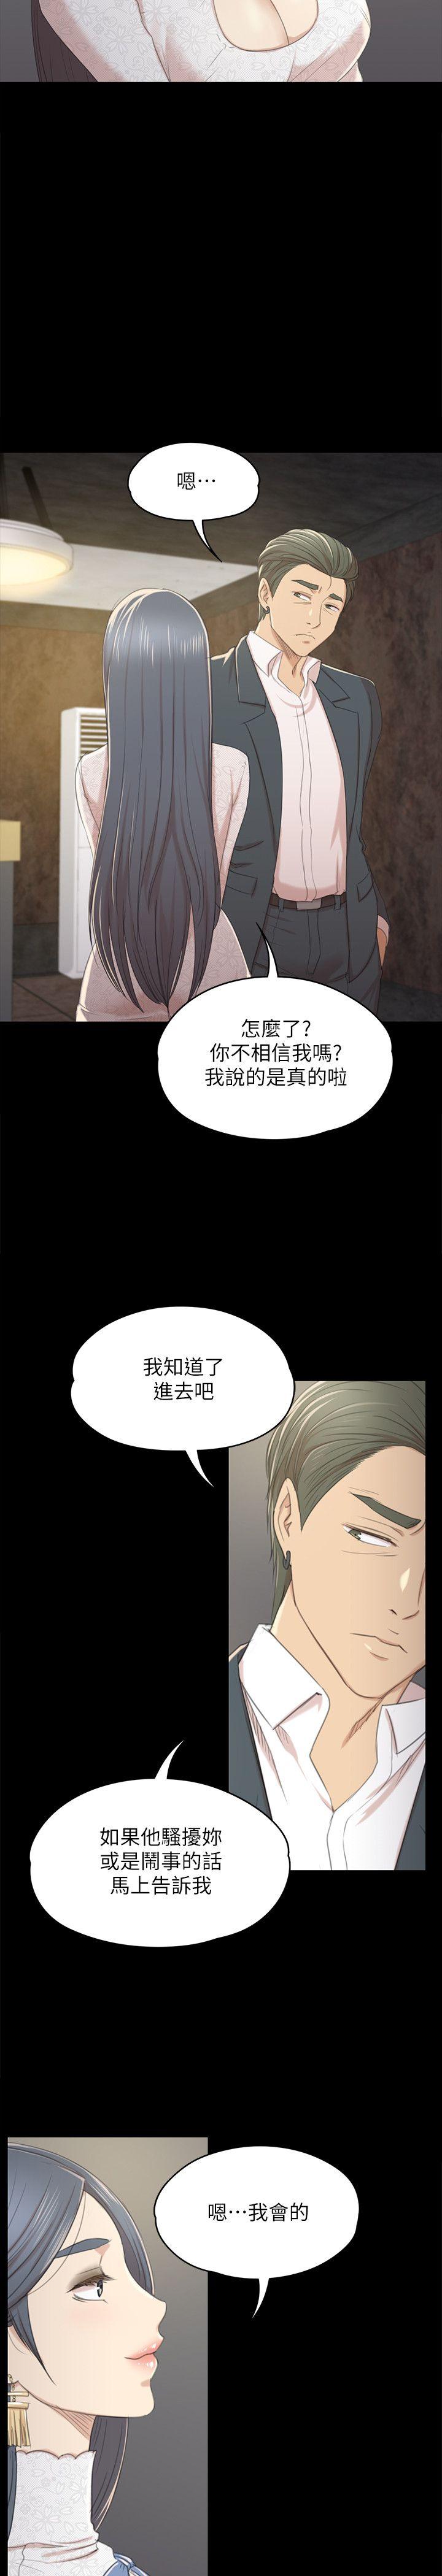 嗯⋯
怎麼了?
你不相信我嗎?
我說的是真的啦
我知道了
進去吧
如果他騷擾妳
或是鬧事的話
馬上告訴我
嗯⋯我會的